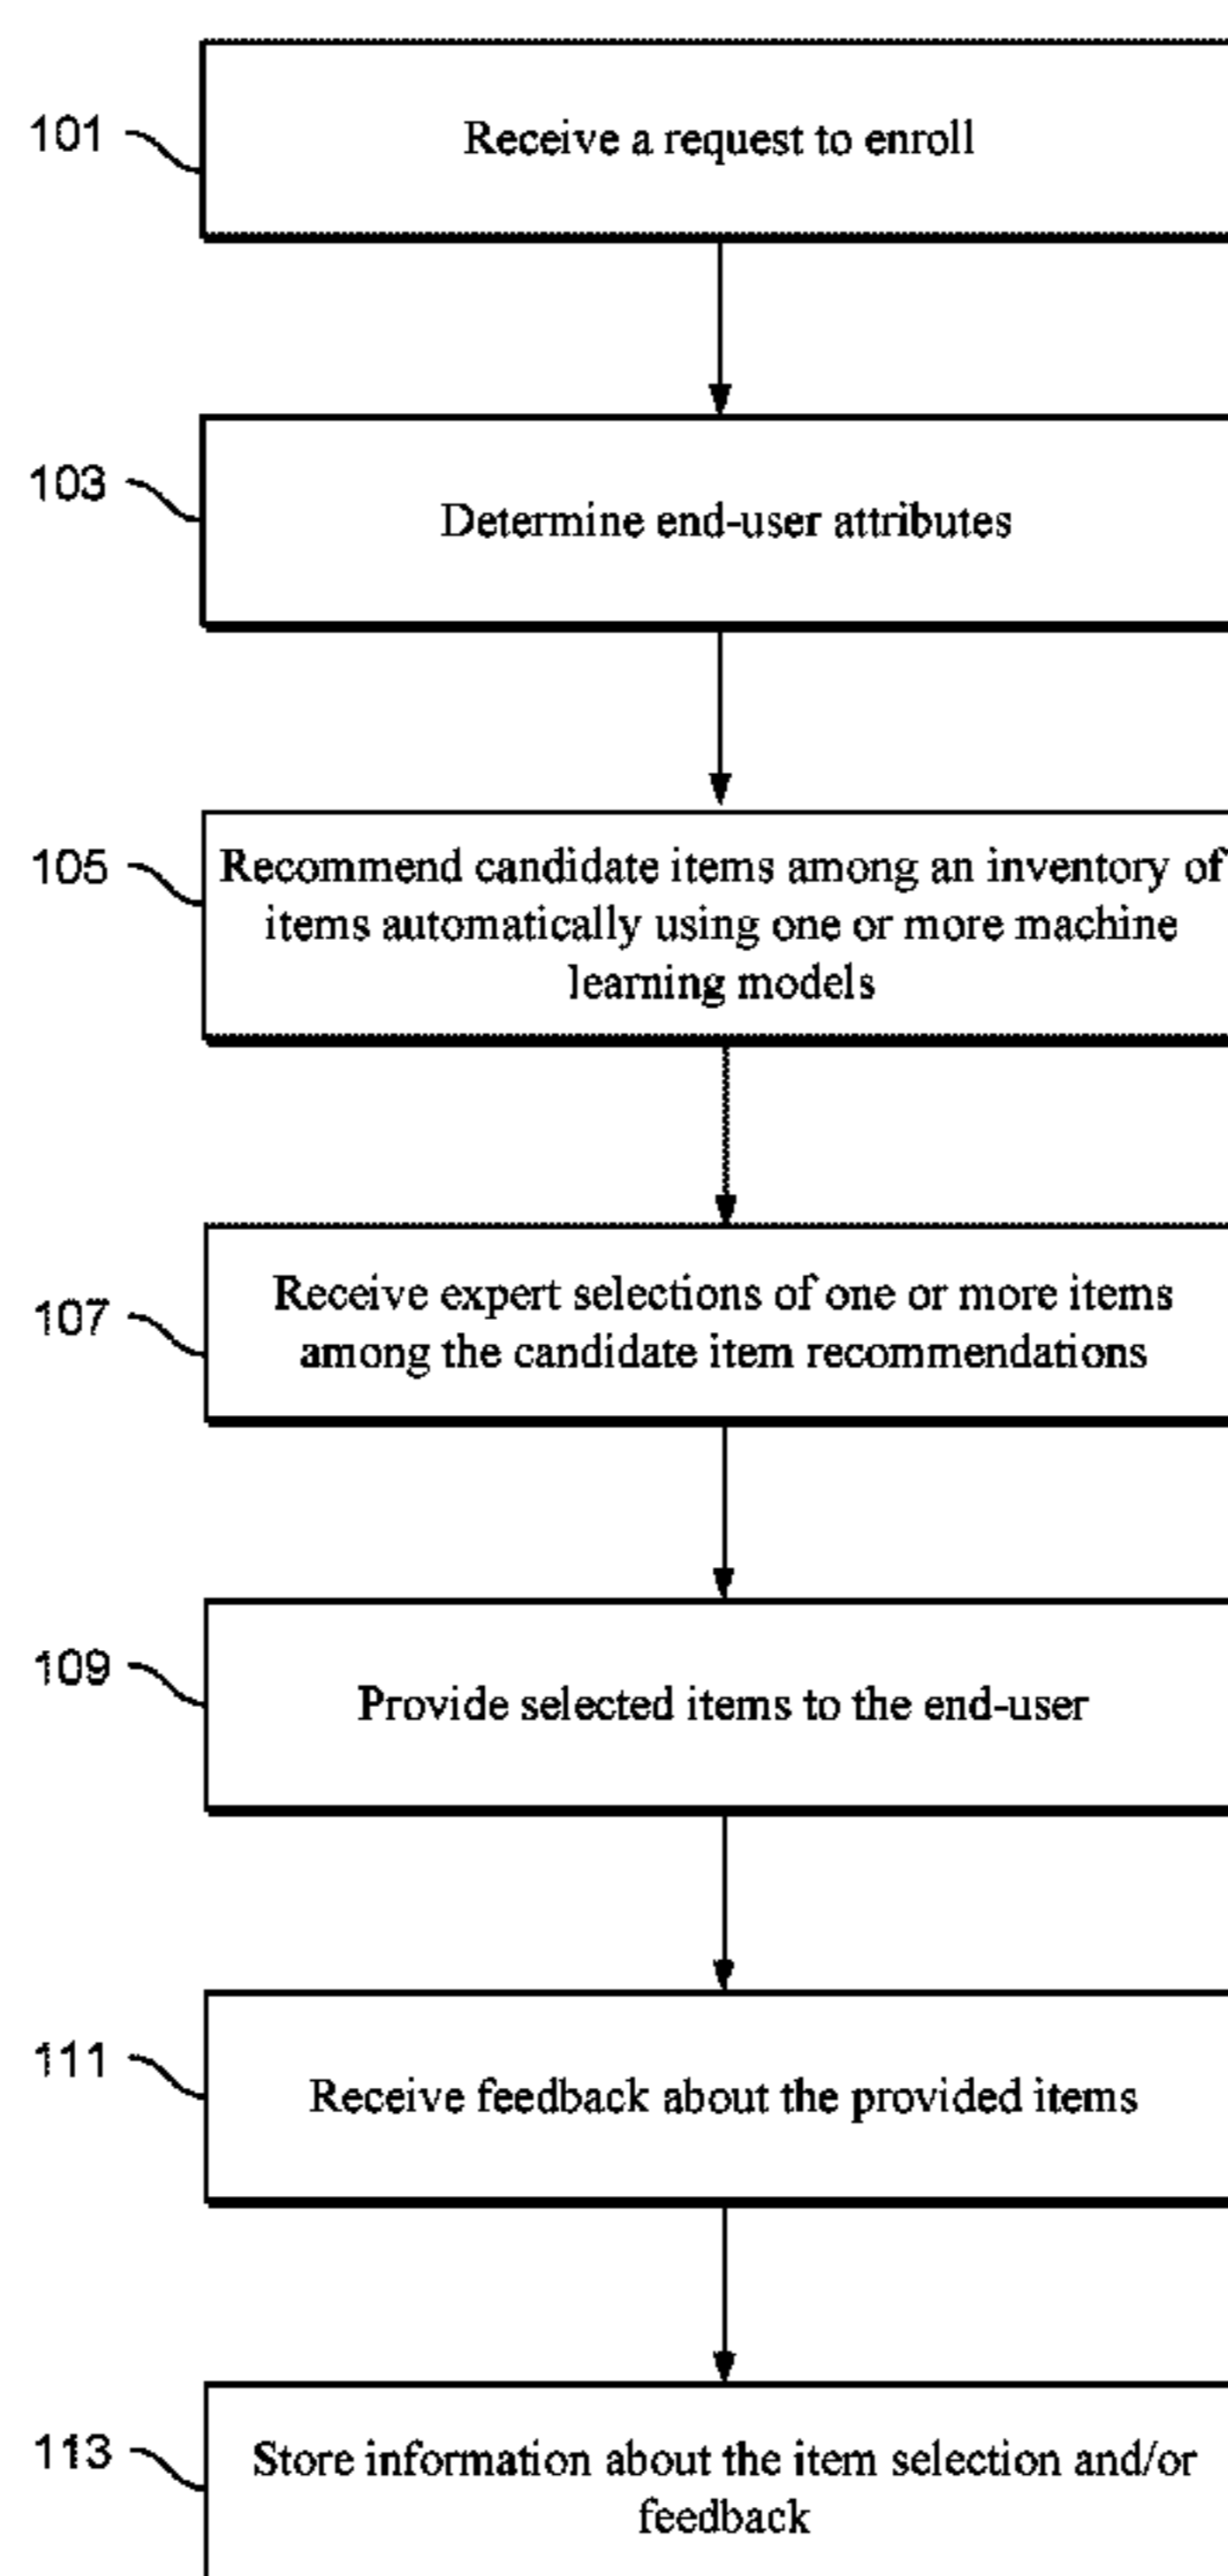 101
Receive a request to enroll
103
Determine end-user attributes
105
Recommend candidate items among an inventory of
items automatically using one or more machine
learning models
107
Receive expert selections of one or more items
among the candidate item recommendations
109
Provide selected items to the end-user
111
Receive feedback about the provided items
113
Store information about the item selection and/or
feedback